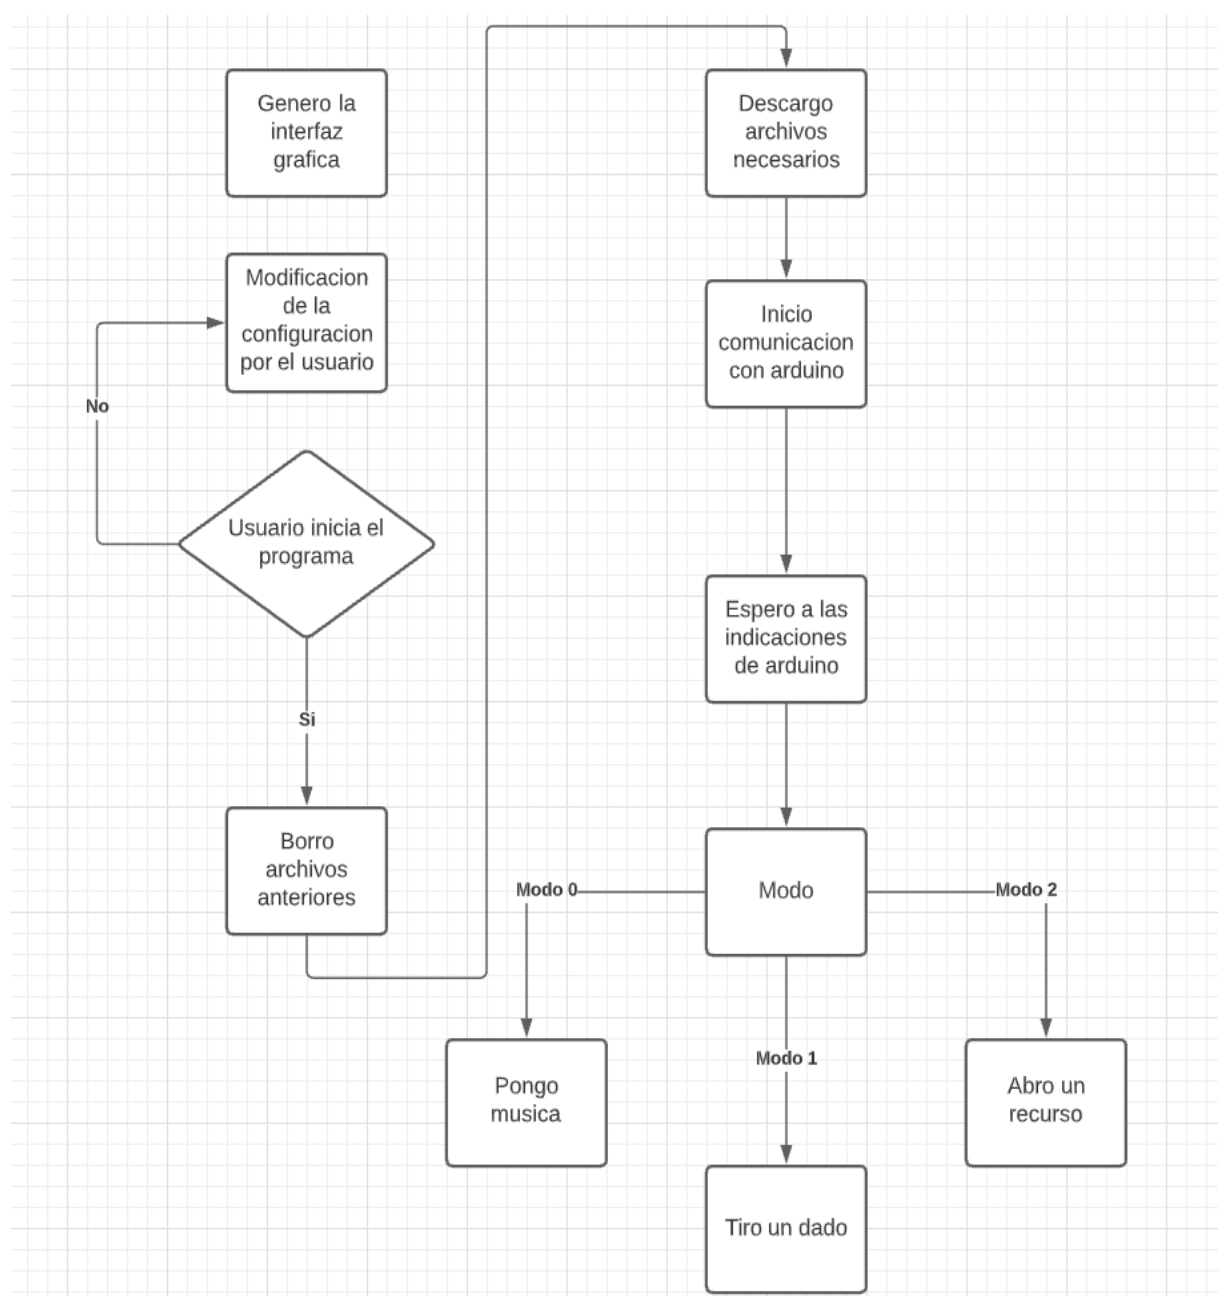 Genero la
interfaz
grafica
Modificacion
de la
configuracion
por el usuario
No
Usuario inicia el
programa
Si
Borro
archivos
anteriores
Descargo
archivos
necesarios
Inicio
comunicacion
con arduino
Espero a las
indicaciones
de arduino
Modo
Modo 0
Modo 2
Modo 1
Pongo
musica
Abro un
recurso
Tiro un dado